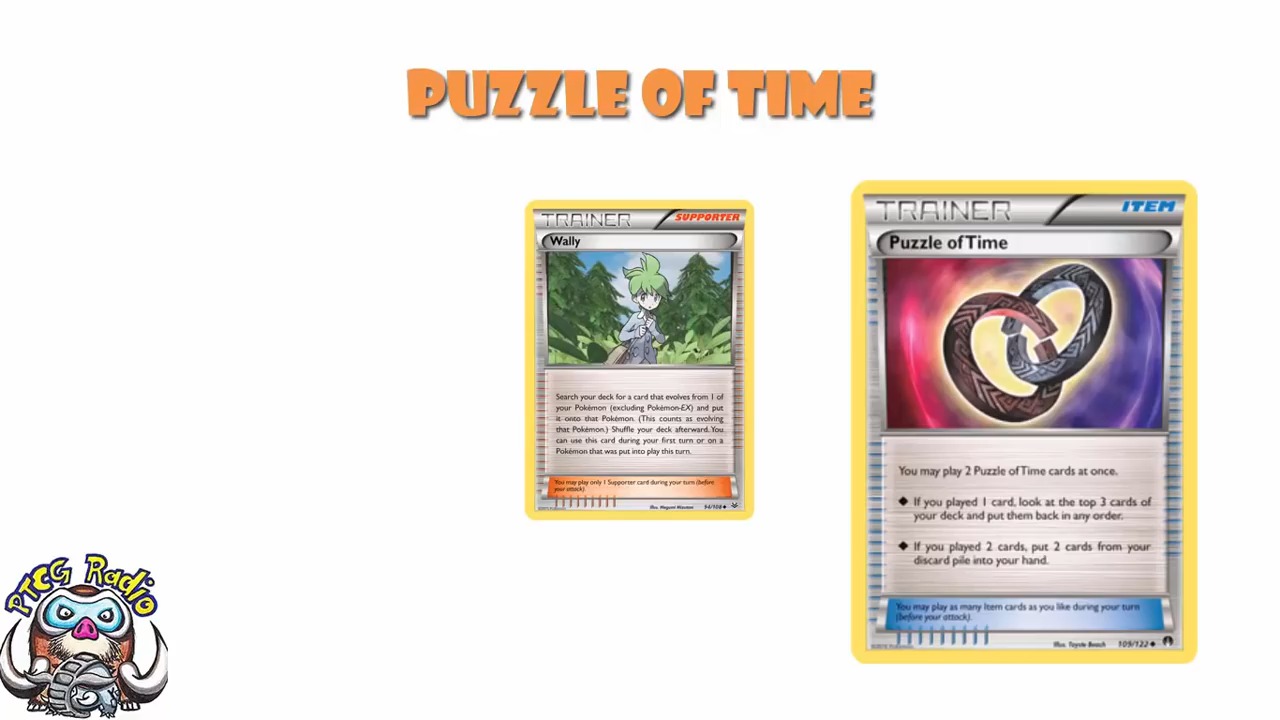 PUZZLE OF TIME
TRAINER
SUPPORTER
Wally
Search your deck for a card that evolves from 1 of
your Pokémon (excluding Pokémon-EX) and put
it onto that Pokémon. (This counts as evolving
that Pokémon.) Shuffle your deck afterward. You
can use this card during your first turn or on a
Pokémon that was put into play this turn.
You may play only 1 Supporter card during your turn (before
your attack).
Illus. Megumi Mizutani
94/108
TRAINER
ITEM
Puzzle of Time
You may play 2 Puzzle of Time cards at once.
◆ If you played 1 card, look at the top 3 cards of
your deck and put them back in any order.
◆ If you played 2 cards, put 2 cards from your
discard pile into your hand.
You may play as many Item cards as you like during your turn
(before your attack).
Illus. Toyste Beach
109/122
PTCG Radio